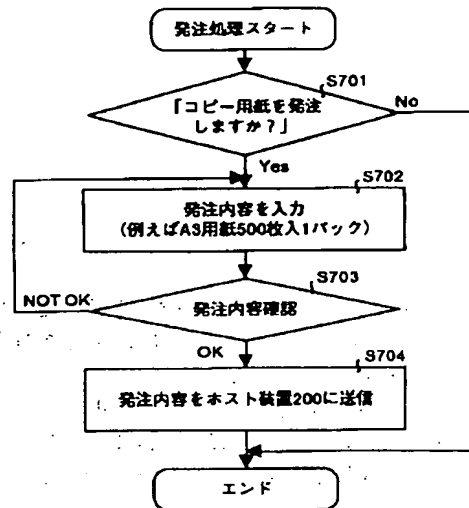 発注処理スタート
S701
「コピー用紙を発注
しますか？」
No
Yes
S702
発注内容を入力
(例えばA3用紙500枚入1パック)
S703
NOT OK
発注内容確認
OK
S704
発注内容をホスト装置200に送信
エンド